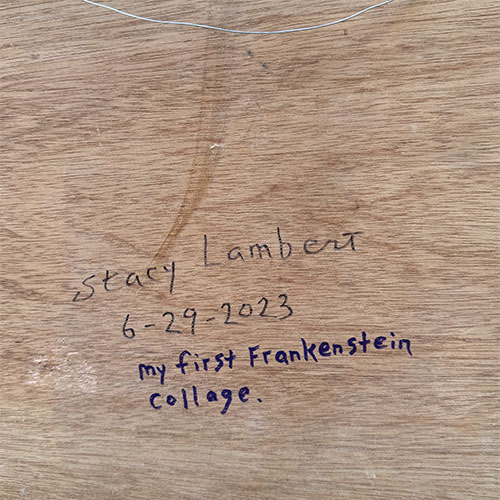 Stacy Lambert
6-29-2023
my first Frankenstein
collage.